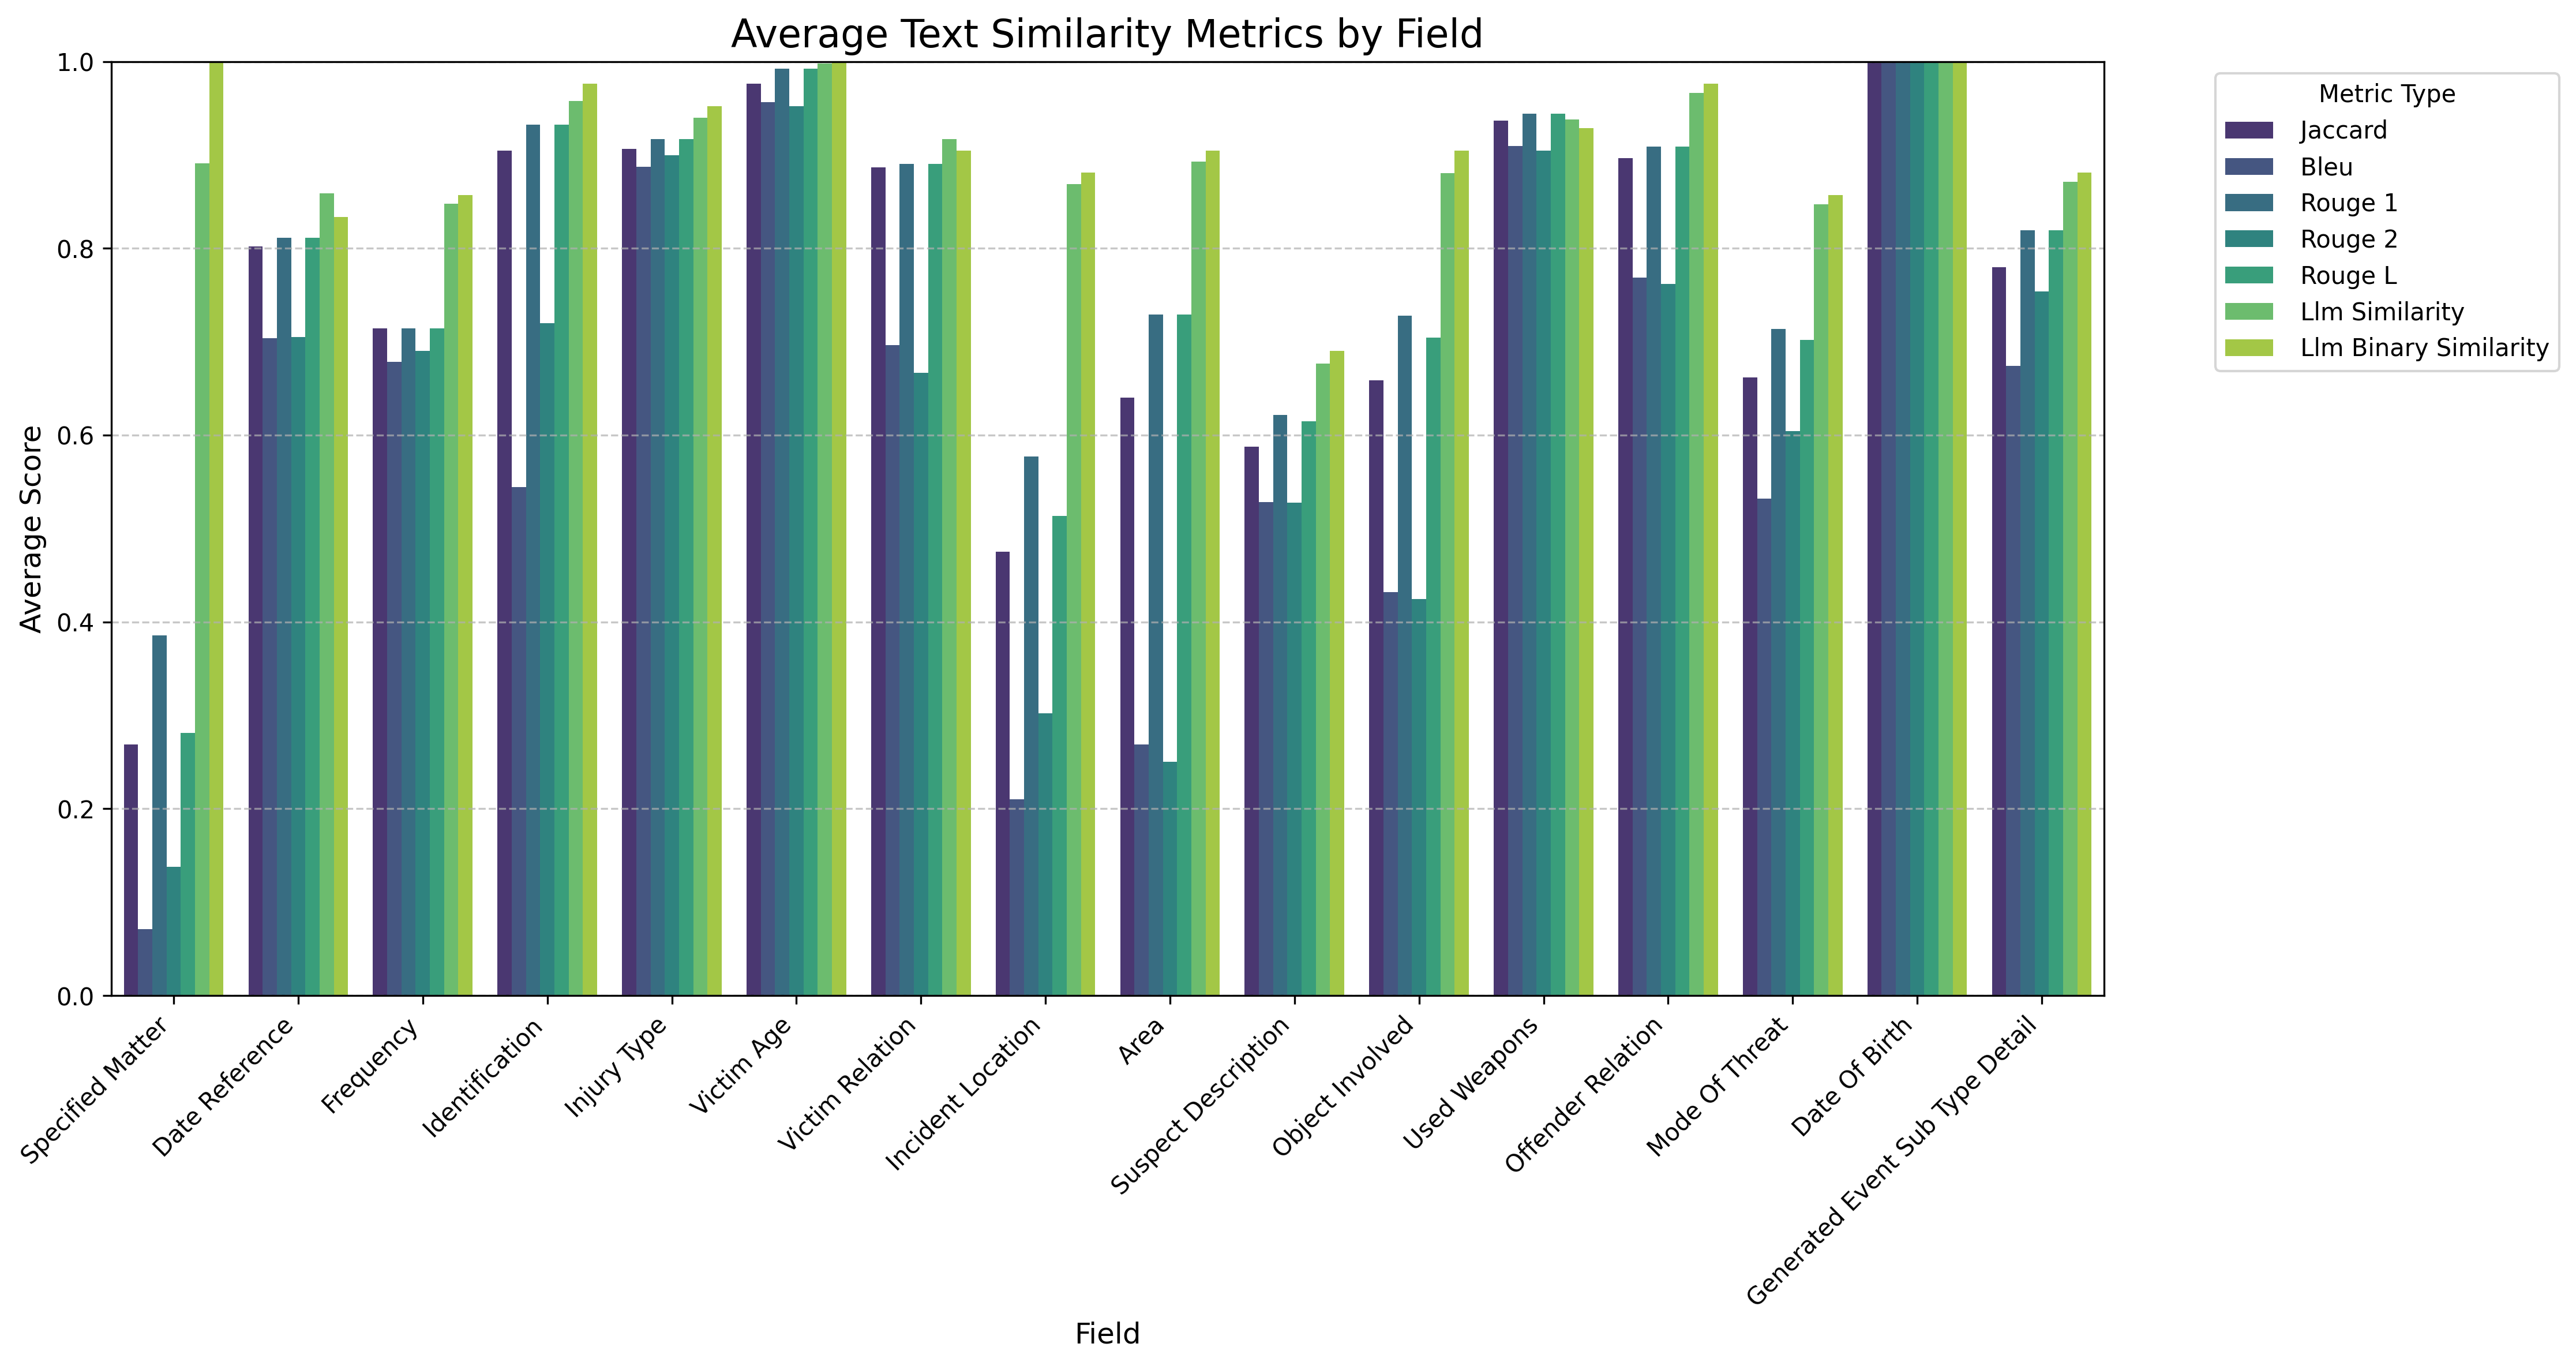 Average Text Similarity Metrics by Field
Average Score
1.0
0.8
0.6
0.4
0.2
0.0
Specified Matter
Date Reference
Frequency
Identification
Injury Type
Victim Age
Victim Relation
Incident Location
Area
Suspect Description
Object Involved
Used Weapons
Offender Relation
Mode Of Threat
Date Of Birth
Generated Event Sub Type Detail
Field
Metric Type
Jaccard
Bleu
Rouge 1
Rouge 2
Rouge L
Llm Similarity
Llm Binary Similarity